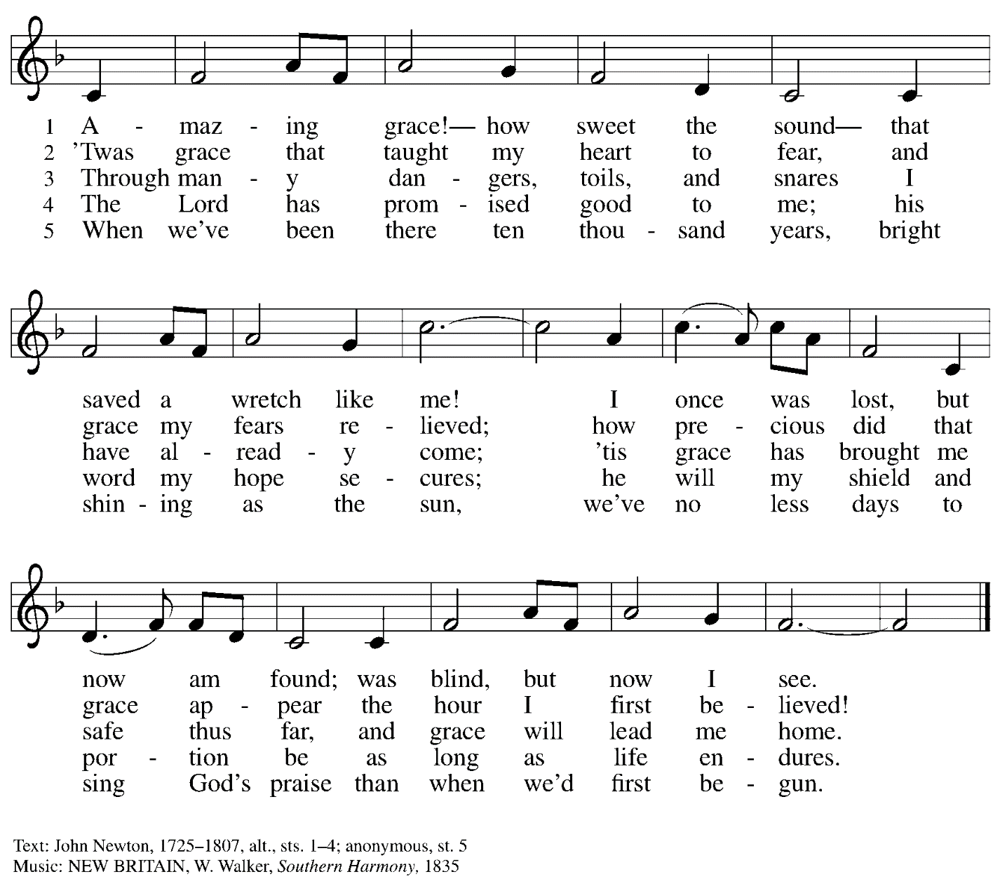 1 A - maz - ing grace!— how sweet the sound— that
2 ’Twas grace that taught my heart to fear, and
3 Through man - y dan - gers, toils, and snares I
4 The Lord has prom - ised good to me; his
5 When we’ve been there ten thou - sand years, bright
saved a wretch like me! I once was lost, but
grace my fears re - lieved; how pre - cious did that
have al - read - y come; ’tis grace has brought me
word my hope se - cures; he will my shield and
shin - ing as the sun, we’ve no less days to
now am found; was blind, but now I see.
grace ap - pear the hour I first be - lieved!
safe thus far, and grace will lead me home.
por - tion be as long as life en - dures.
sing God’s praise than when we’d first be - gun.
Text: John Newton, 1725–1807, alt., sts. 1–4; anonymous, st. 5
Music: NEW BRITAIN, W. Walker, Southern Harmony, 1835